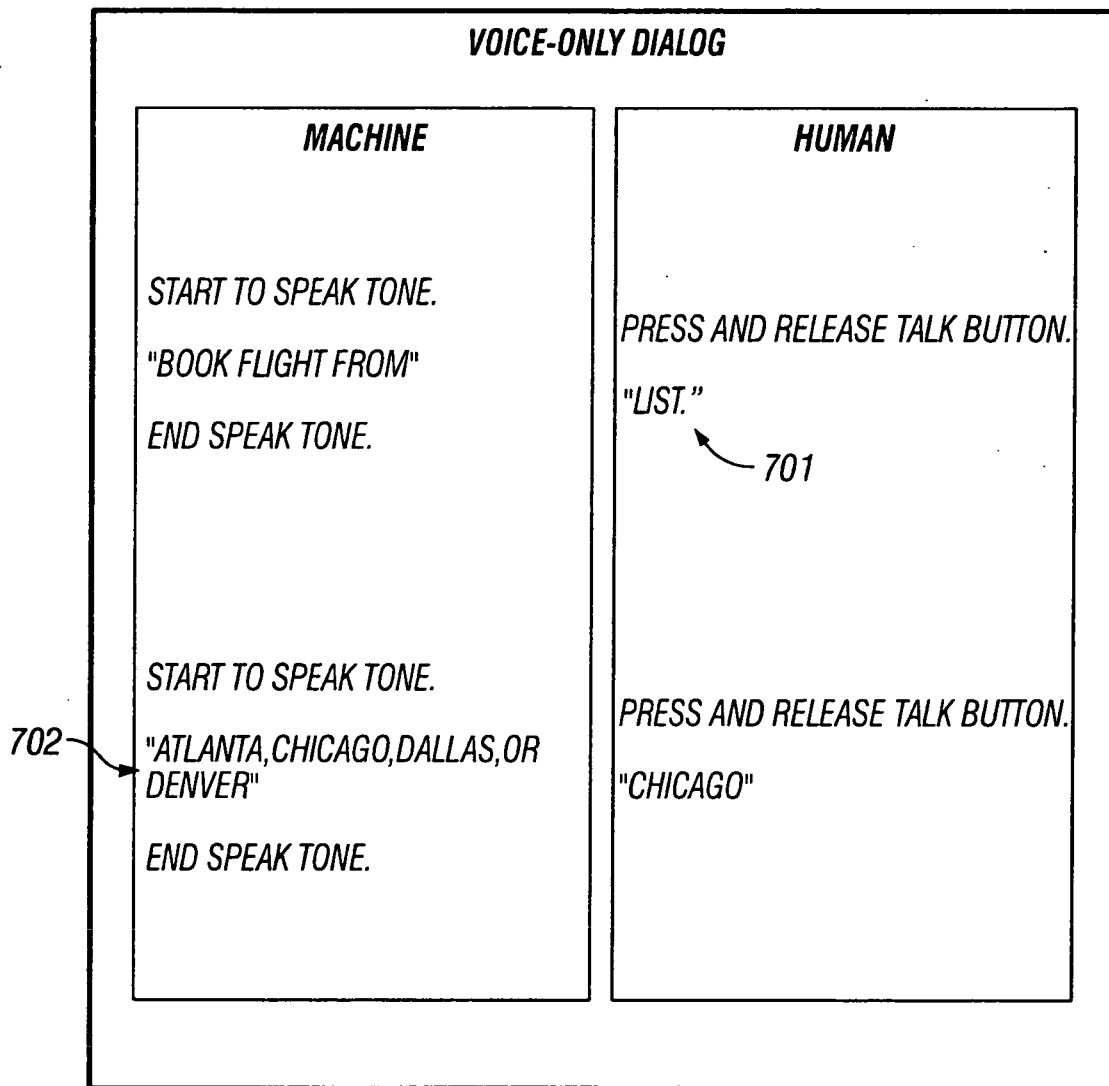 VOICE-ONLY DIALOG
MACHINE
START TO SPEAK TONE.
"BOOK FLIGHT FROM"
END SPEAK TONE.
START TO SPEAK TONE.
702
"ATLANTA,CHICAGO,DALLAS,OR
DENVER"
END SPEAK TONE.
HUMAN
PRESS AND RELEASE TALK BUTTON.
"LIST.”
701
PRESS AND RELEASE TALK BUTTON.
"CHICAGO"